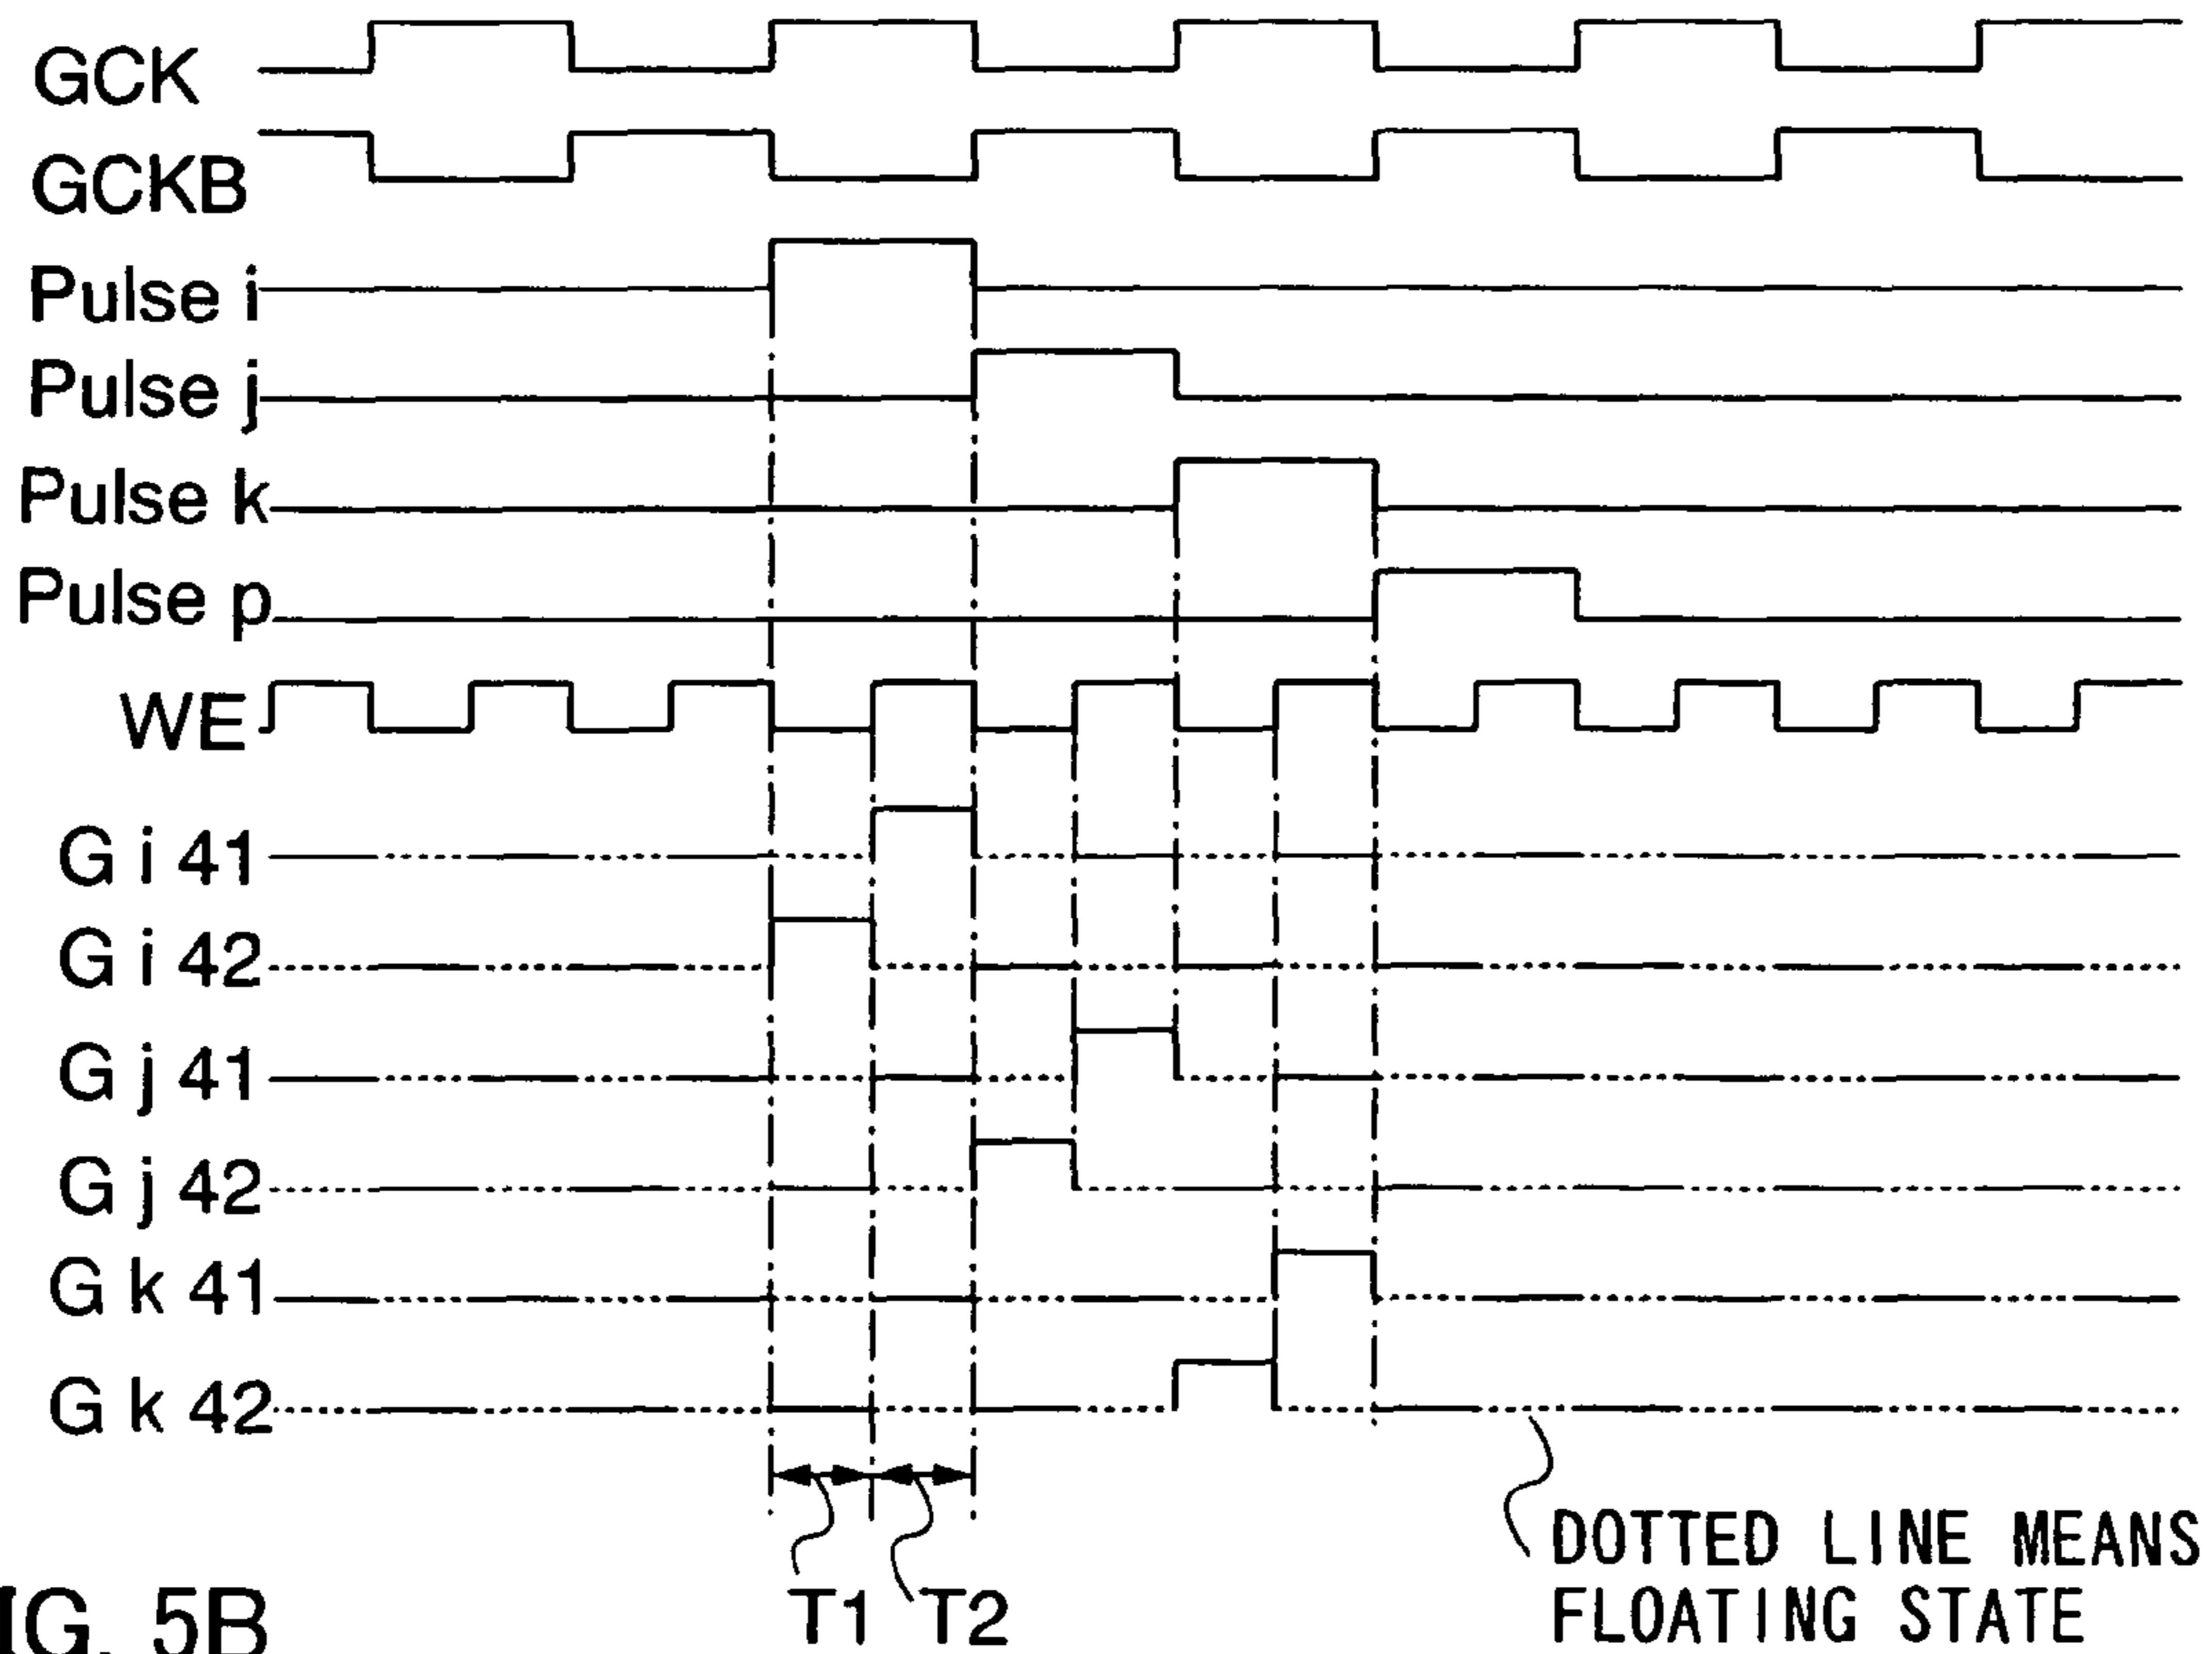 GCK
GCKB
Pulse i
Pulse j
Pulse k
Pulse p
WE
G i 41
G i 42
G j 41
G j 42
G k 41
G k 42
T1 T2
DOTTED LINE MEANS
FLOATING STATE
IG. 5B